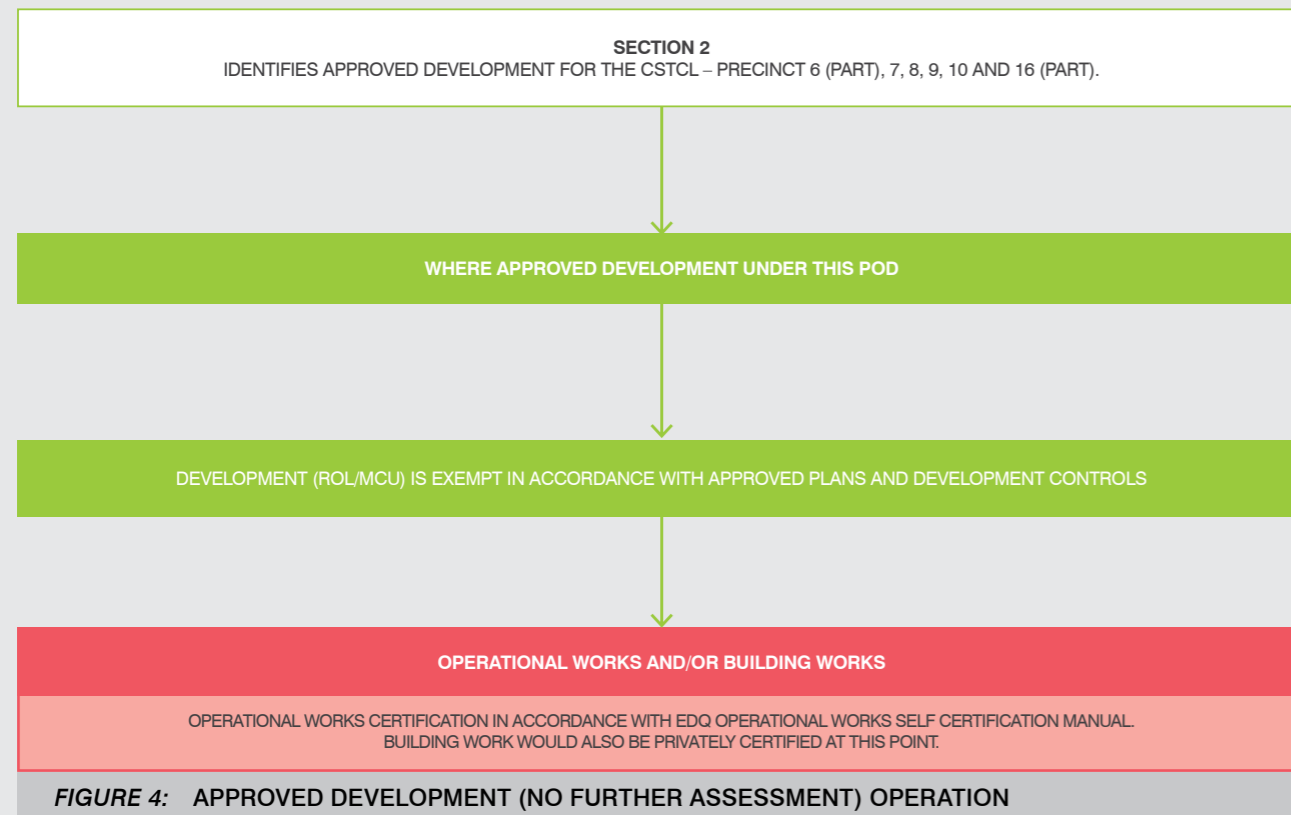 SECTION 2
IDENTIFIES APPROVED DEVELOPMENT FOR THE CSTCL – PRECINCT 6 (PART), 7, 8, 9, 10 AND 16 (PART).
WHERE APPROVED DEVELOPMENT UNDER THIS POD
DEVELOPMENT (ROL/MCU) IS EXEMPT IN ACCORDANCE WITH APPROVED PLANS AND DEVELOPMENT CONTROLS
OPERATIONAL WORKS AND/OR BUILDING WORKS
OPERATIONAL WORKS CERTIFICATION IN ACCORDANCE WITH EDQ OPERATIONAL WORKS SELF CERTIFICATION MANUAL.
BUILDING WORK WOULD ALSO BE PRIVATELY CERTIFIED AT THIS POINT.
FIGURE 4: APPROVED DEVELOPMENT (NO FURTHER ASSESSMENT) OPERATION